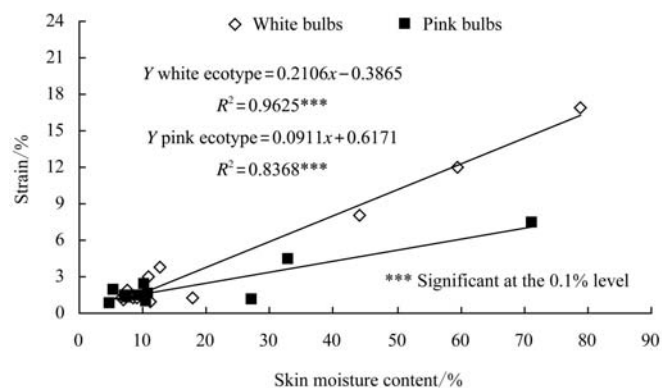 White bulbs
Pink bulbs
24
21
18
15
12
9
6
3
0
Strain/%
Y white ecotype=0.2106x−0.3865
R²=0.9625***
Y pink ecotype=0.0911x+0.6171
R²=0.8368***
*** Significant at the 0.1% level
0 10 20 30 40 50 60 70 80 90
Skin moisture content/%